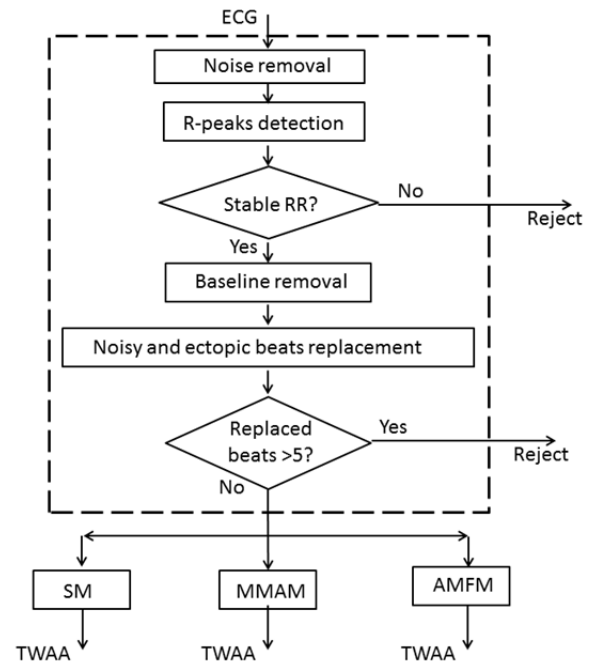 ECG
Noise removal
R-peaks detection
Stable RR?
No
Reject
Yes
Baseline removal
Noisy and ectopic beats replacement
Replaced
beats >5?
Yes
Reject
No
SM
MMAM
AMFM
TWAA
TWAA
TWAA